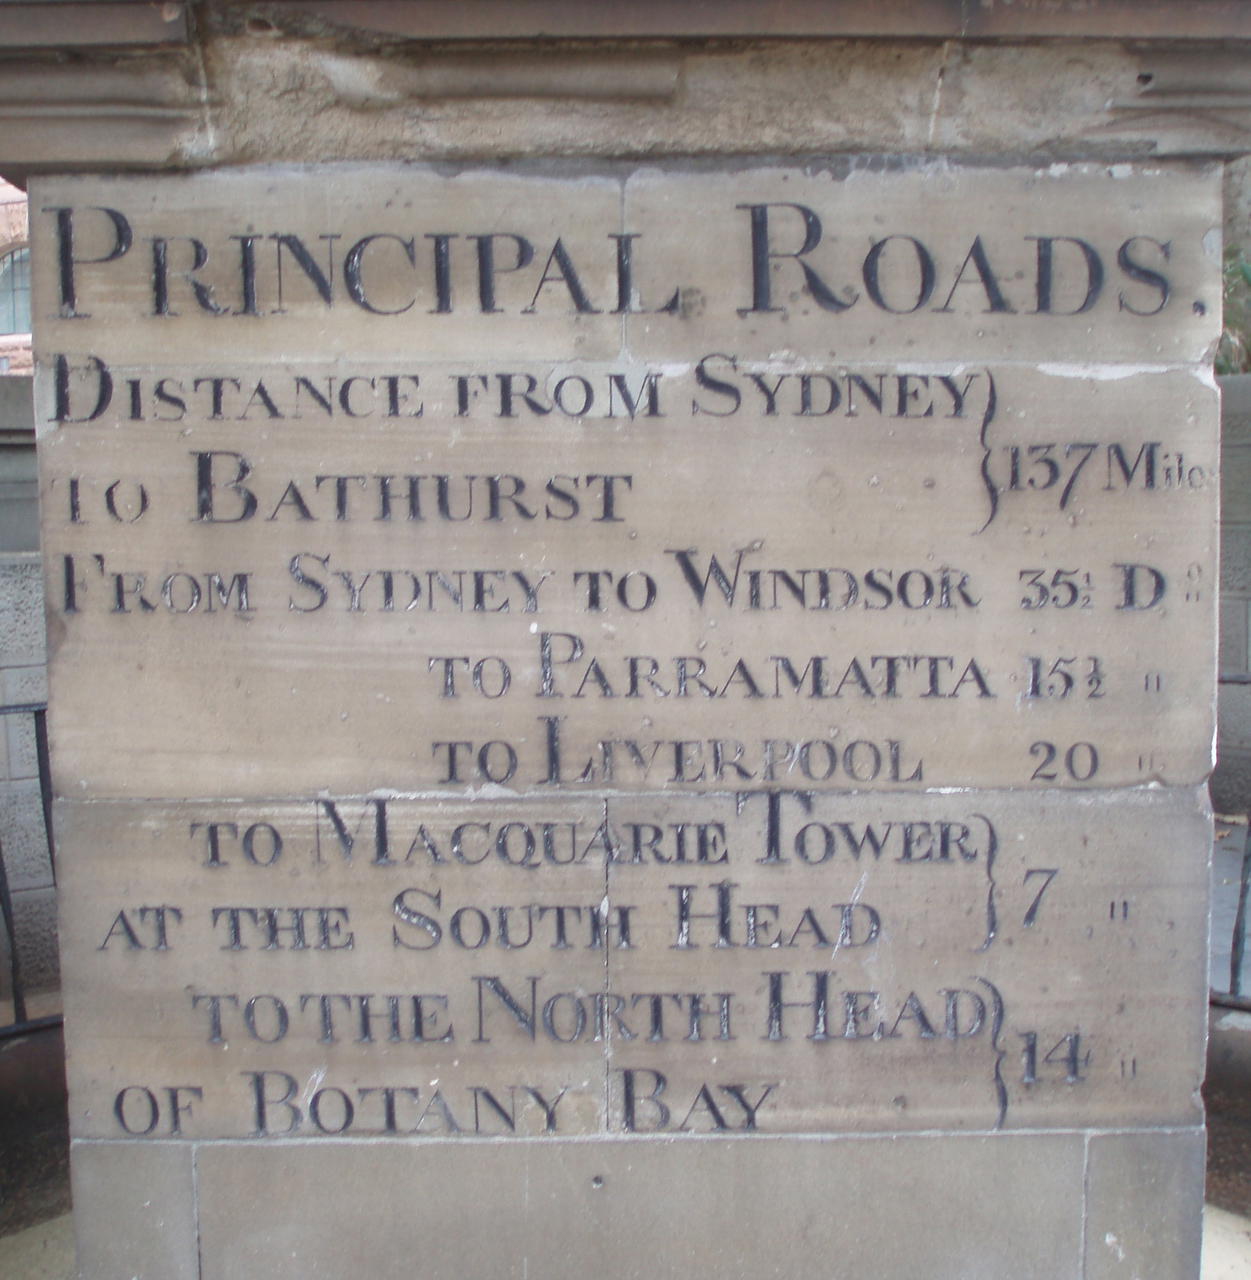 PRINCIPAL ROADS.
DISTANCE FROM SYDNEY
TO BATHURST } 137 Miles
FROM SYDNEY TO WINDSOR 35½ Dº
TO PARRAMATTA 15½ "
TO LIVERPOOL 20 "
TO MACQUARIE TOWER
AT THE SOUTH HEAD } 7 "
TO THE NORTH HEAD
OF BOTANY BAY } 14 "